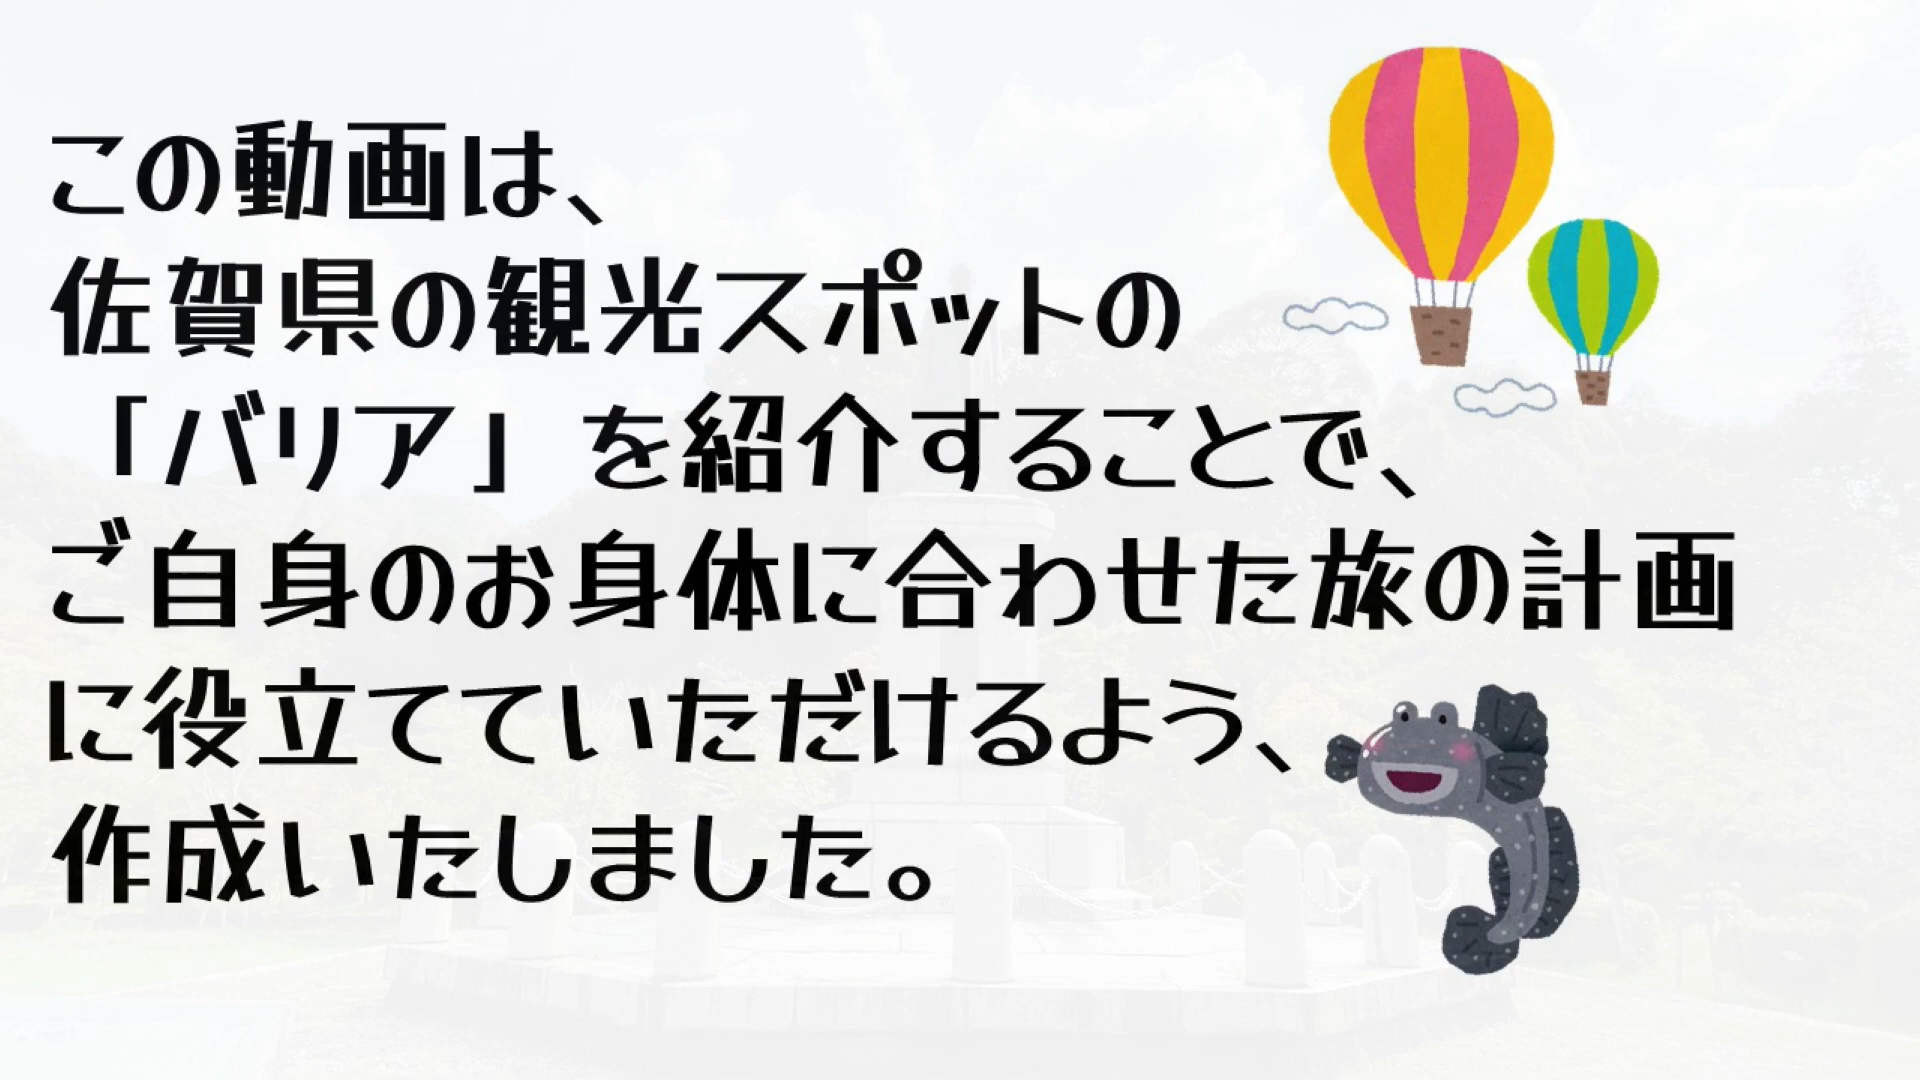 この動画は、
佐賀県の観光スポットの
「バリア」を紹介することで、
ご自身のお身体に合わせた旅の計画
に役立てていただけるよう、
作成いたしました。